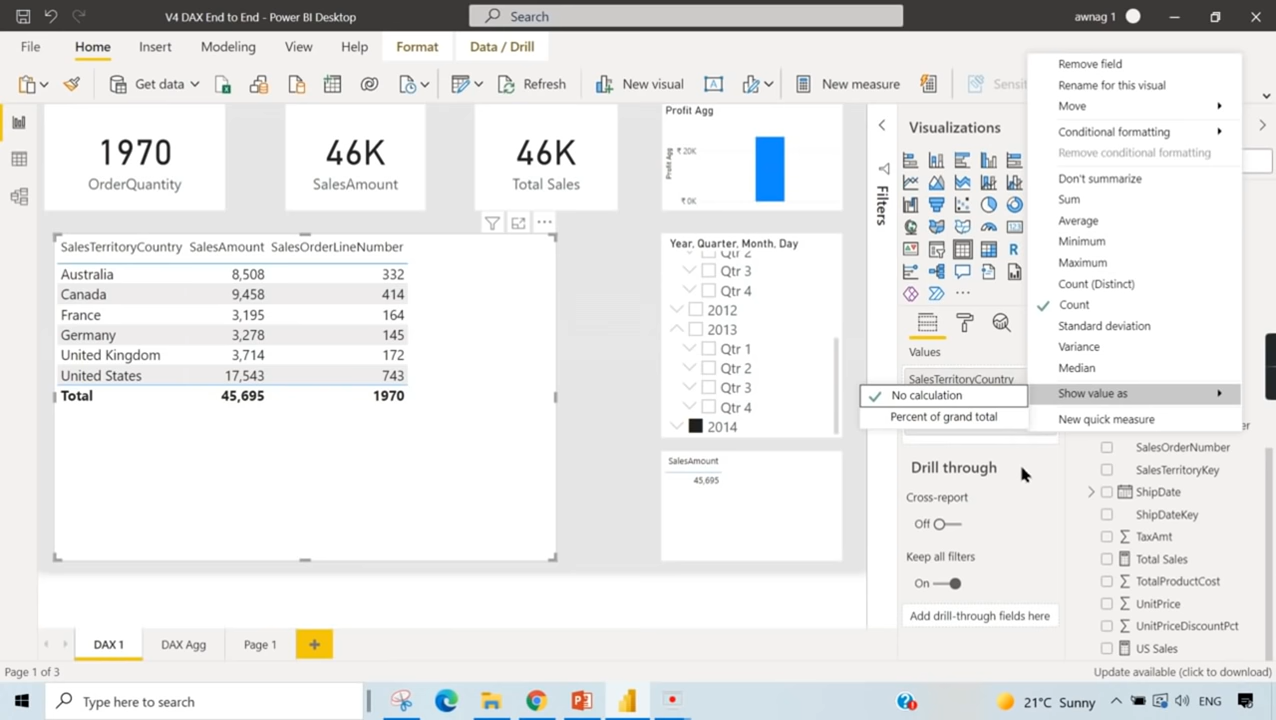 V4 DAX End to End - Power BI Desktop
Search
awnag 1
File
Home
Insert
Modeling
View
Help
Format
Data / Drill
Get data
Refresh
New visual
New measure
Sensit
1970
OrderQuantity
46K
SalesAmount
46K
Total Sales
Profit Agg
Profit Agg
₹ 20K
₹ 0K
SalesTerritoryCountry SalesAmount SalesOrderLineNumber
Australia 8,508 332
Canada 9,458 414
France 3,195 164
Germany 3,278 145
United Kingdom 3,714 172
United States 17,543 743
Total 45,695 1970
Year, Quarter, Month, Day
Qtr 2
Qtr 3
Qtr 4
2012
2013
Qtr 1
Qtr 2
Qtr 3
Qtr 4
2014
SalesAmount
45,695
Filters
Visualizations
R
Values
SalesTerritoryCountry
Remove field
Rename for this visual
Move
Conditional formatting
Remove conditional formatting
Don't summarize
Sum
Average
Minimum
Maximum
Count (Distinct)
Count
Standard deviation
Variance
Median
Show value as
New quick measure
No calculation
Percent of grand total
Drill through
Cross-report
Off
Keep all filters
On
Add drill-through fields here
SalesOrderNumber
SalesTerritoryKey
ShipDate
ShipDateKey
TaxAmt
Total Sales
TotalProductCost
UnitPrice
UnitPriceDiscountPct
US Sales
DAX 1
DAX Agg
Page 1
Page 1 of 3
Update available (click to download)
Type here to search
21°C Sunny
ENG